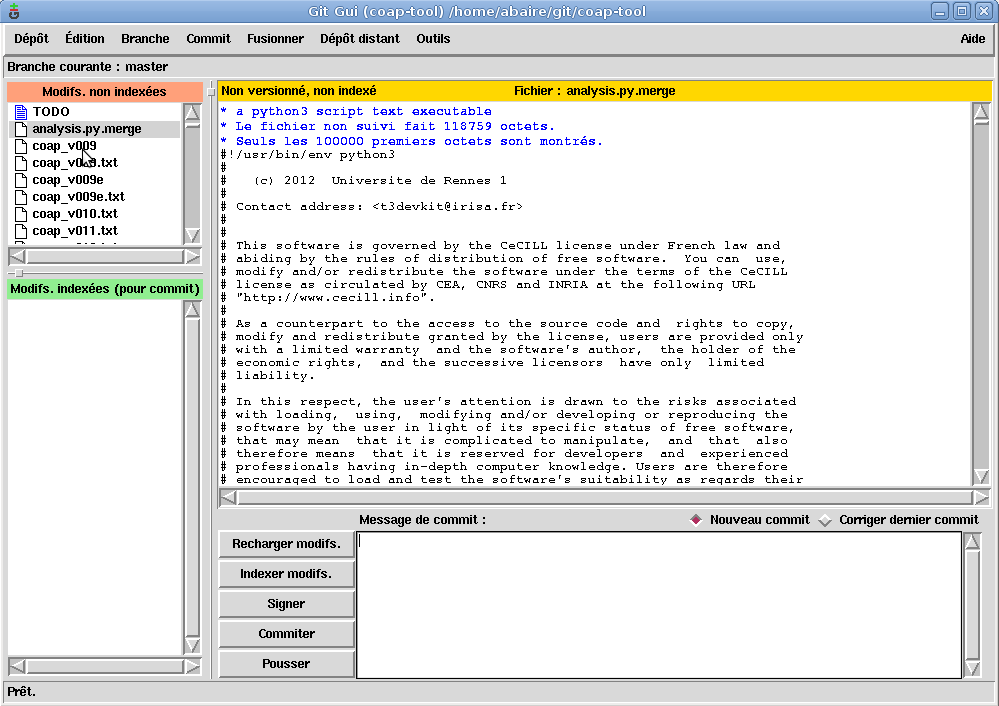 Git Gui (coap-tool) /home/abaire/git/coap-tool
Dépôt Édition Branche Commit Fusionner Dépôt distant Outils Aide
Branche courante : master
Modifs. non indexées
TODO
analysis.py.merge
coap_v009
coap_v009.txt
coap_v009e
coap_v009e.txt
coap_v010.txt
coap_v011.txt
Modifs. indexées (pour commit)
Non versionné, non indexé Fichier : analysis.py.merge
* a python3 script text executable
* Le fichier non suivi fait 118759 octets.
* Seuls les 100000 premiers octets sont montrés.
#!/usr/bin/env python3
#
#   (c) 2012  Universite de Rennes 1
#
# Contact address: <t3devkit@irisa.fr>
#
#
# This software is governed by the CeCILL license under French law and
# abiding by the rules of distribution of free software.  You can  use,
# modify and/or redistribute the software under the terms of the CeCILL
# license as circulated by CEA, CNRS and INRIA at the following URL
# "http://www.cecill.info".
#
# As a counterpart to the access to the source code and  rights to copy,
# modify and redistribute granted by the license, users are provided only
# with a limited warranty  and the software's author,  the holder of the
# economic rights,  and the successive licensors  have only  limited
# liability.
#
# In this respect, the user's attention is drawn to the risks associated
# with loading,  using,  modifying and/or developing or reproducing the
# software by the user in light of its specific status of free software,
# that may mean  that it is complicated to manipulate,  and  that  also
# therefore means  that it is reserved for developers  and  experienced
# professionals having in-depth computer knowledge. Users are therefore
# encouraged to load and test the software's suitability as regards their
Message de commit : Nouveau commit Corriger dernier commit
Recharger modifs.
Indexer modifs.
Signer
Commiter
Pousser
Prêt.